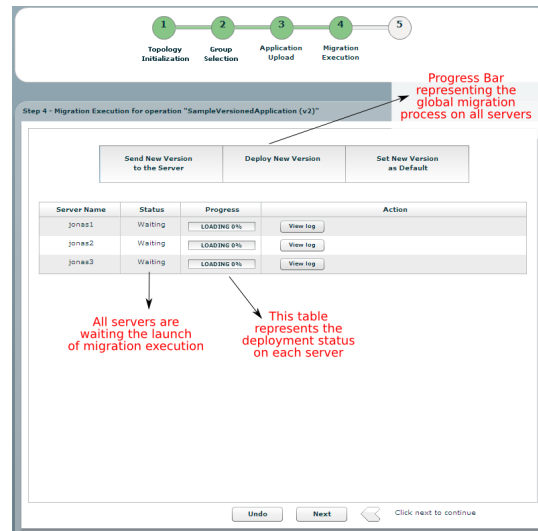 1 2 3 4 5
Topology Group Application Migration
Initialization Selection Upload Execution
Progress Bar
representing the
global migration
process on all servers
Step 4 - Migration Execution for operation "SampleVersionedApplication (v2)"
Send New Version Deploy New Version Set New Version
to the Server as Default
Server Name Status Progress Action
jonas1 Waiting LOADING 0% View log
jonas2 Waiting LOADING 0% View log
jonas3 Waiting LOADING 0% View log
All servers are
waiting the launch
of migration execution
This table
represents the
deployment status
on each server
Undo Next Click next to continue